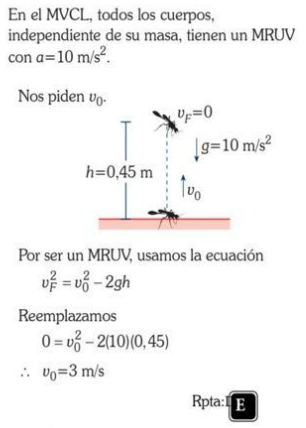 En el MVCL, todos los cuerpos,
independiente de su masa, tienen un MRUV
con a=10 m/s².
Nos piden v₀.
v_F=0
g=10 m/s²
h=0,45 m
v₀
Por ser un MRUV, usamos la ecuación
v_F² = v₀² – 2gh
Reemplazamos
0 = v₀² – 2(10)(0,45)
∴ v₀=3 m/s
Rpta: E